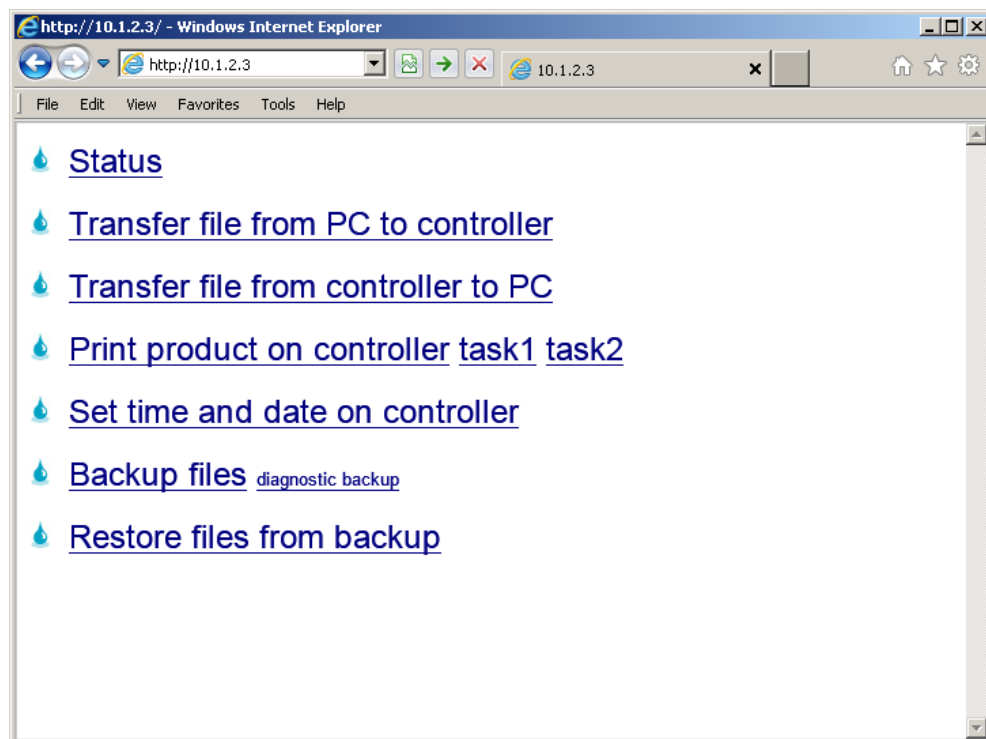 http://10.1.2.3/ - Windows Internet Explorer
http://10.1.2.3 10.1.2.3
File Edit View Favorites Tools Help
Status
Transfer file from PC to controller
Transfer file from controller to PC
Print product on controller task1 task2
Set time and date on controller
Backup files diagnostic backup
Restore files from backup